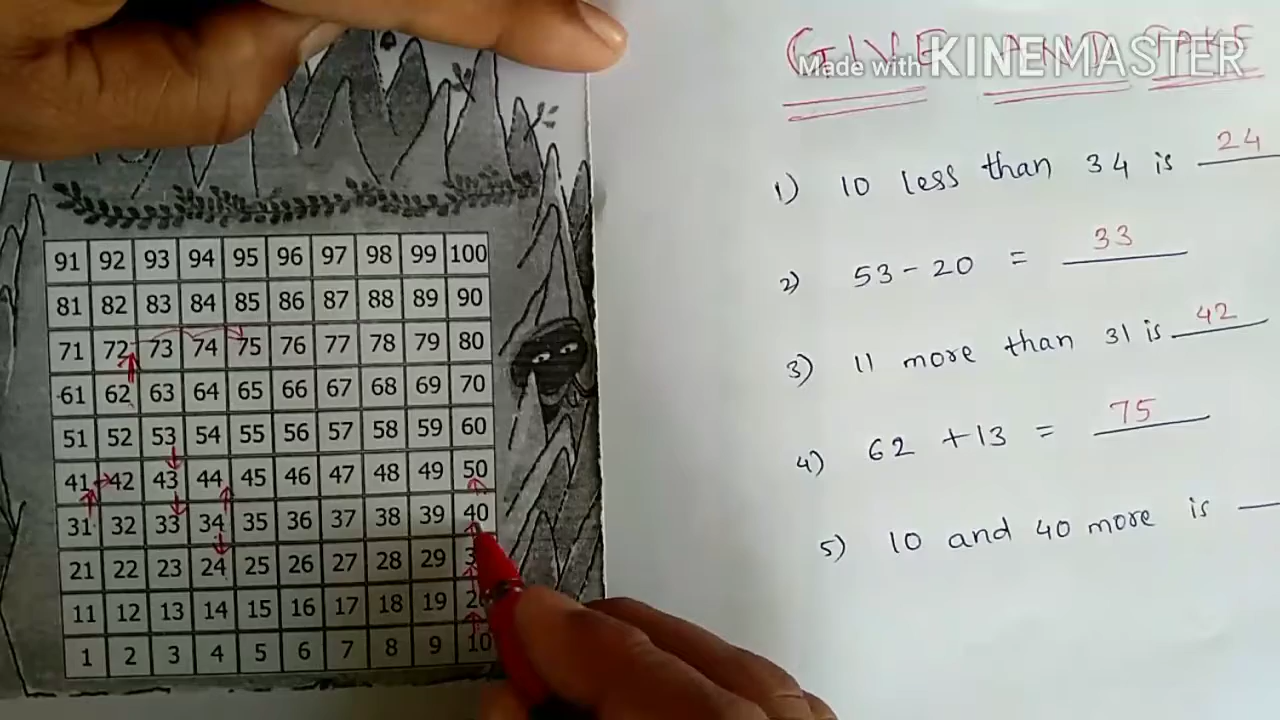 GIVE AND TAKE
Made with KINEMASTER
1) 10 less than 34 is 24
2) 53 - 20 = 33
3) 11 more than 31 is 42
4) 62 + 13 = 75
5) 10 and 40 more is
91 92 93 94 95 96 97 98 99 100
81 82 83 84 85 86 87 88 89 90
71 72 73 74 75 76 77 78 79 80
61 62 63 64 65 66 67 68 69 70
51 52 53 54 55 56 57 58 59 60
41 42 43 44 45 46 47 48 49 50
31 32 33 34 35 36 37 38 39 40
21 22 23 24 25 26 27 28 29
11 12 13 14 15 16 17 18 19
1 2 3 4 5 6 7 8 9 10